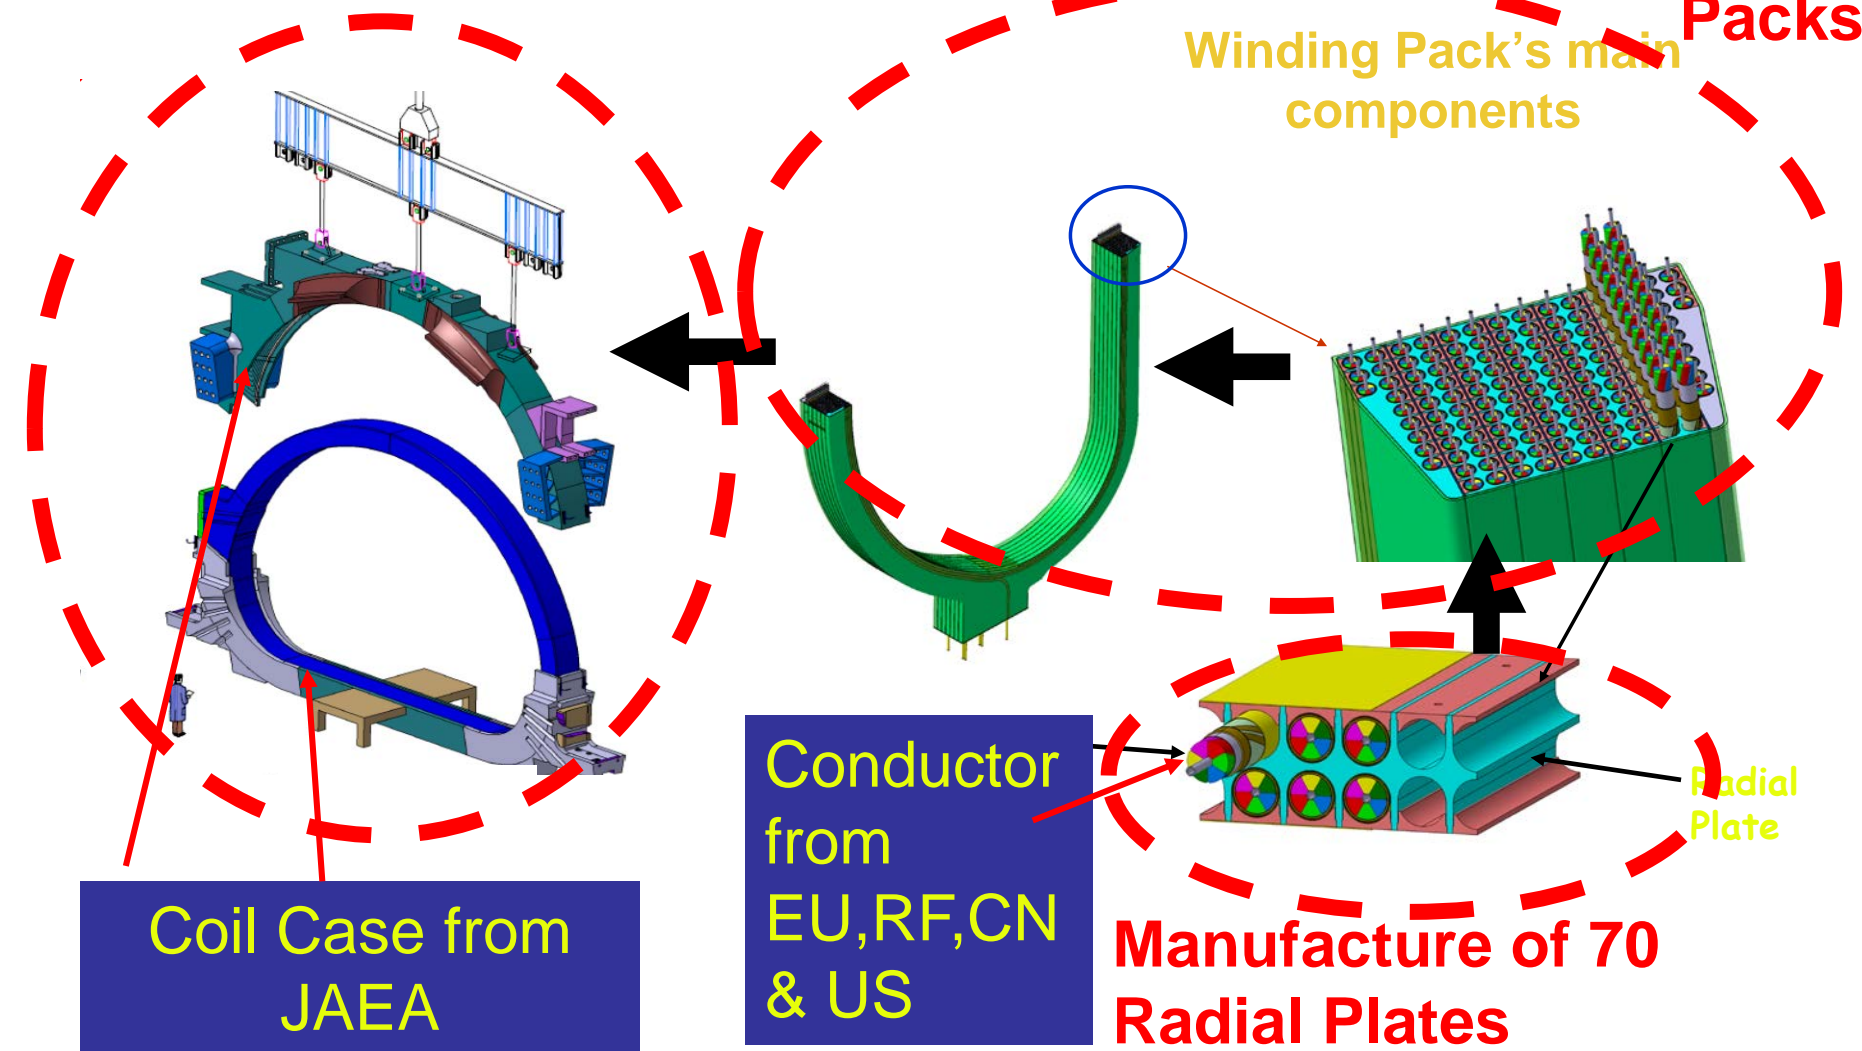 Packs
Winding Pack's main
components
Conductor
from
EU,RF,CN
& US
Radial
Plate
Coil Case from
JAEA
Manufacture of 70
Radial Plates